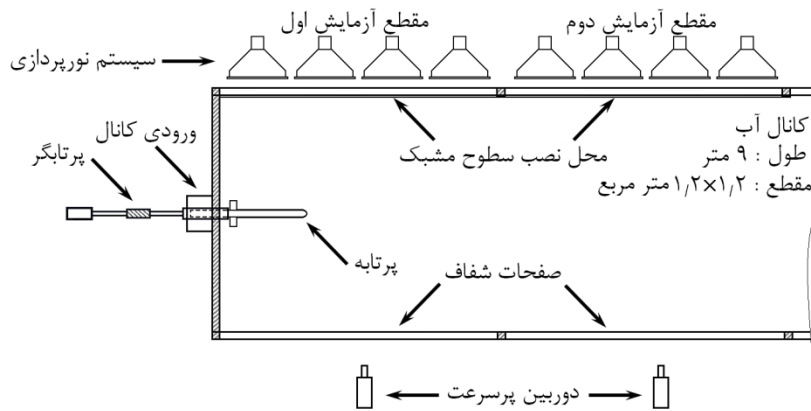 مقطع آزمایش اول
مقطع آزمایش دوم
سیستم نورپردازی
کانال آب
طول : ۹ متر
مقطع : ۱٫۲×۱٫۲ متر مربع
محل نصب سطوح مشبک
ورودی کانال
پرتابگر
پرتابه
صفحات شفاف
دوربین پرسرعت